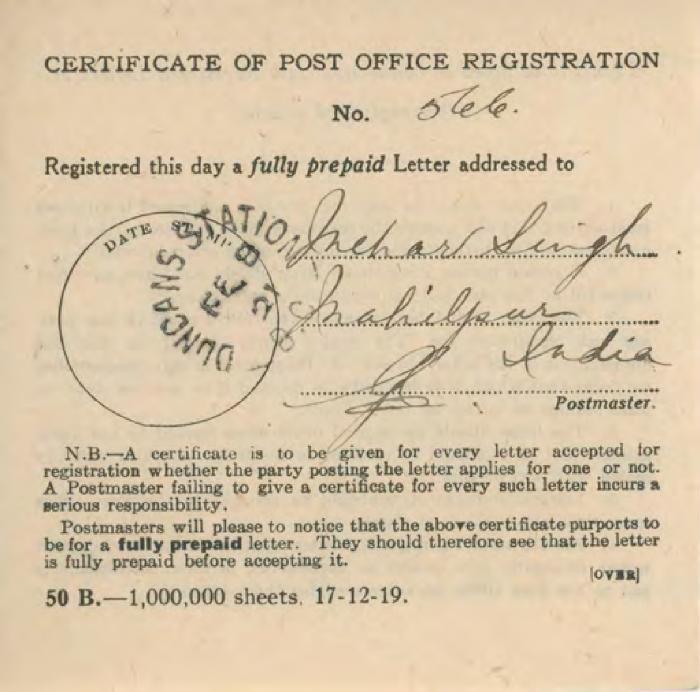 CERTIFICATE OF POST OFFICE REGISTRATION
No. 566.
Registered this day a fully prepaid Letter addressed to
DATE STAMP
DUNCANS STATION
FE 8
21
Mehar Singh
Mahilpur
India
Postmaster.
N.B.—A certificate is to be given for every letter accepted for
registration whether the party posting the letter applies for one or not.
A Postmaster failing to give a certificate for every such letter incurs a
serious responsibility.
Postmasters will please to notice that the above certificate purports to
be for a fully prepaid letter. They should therefore see that the letter
is fully prepaid before accepting it.
[OVER]
50 B.—1,000,000 sheets, 17-12-19.